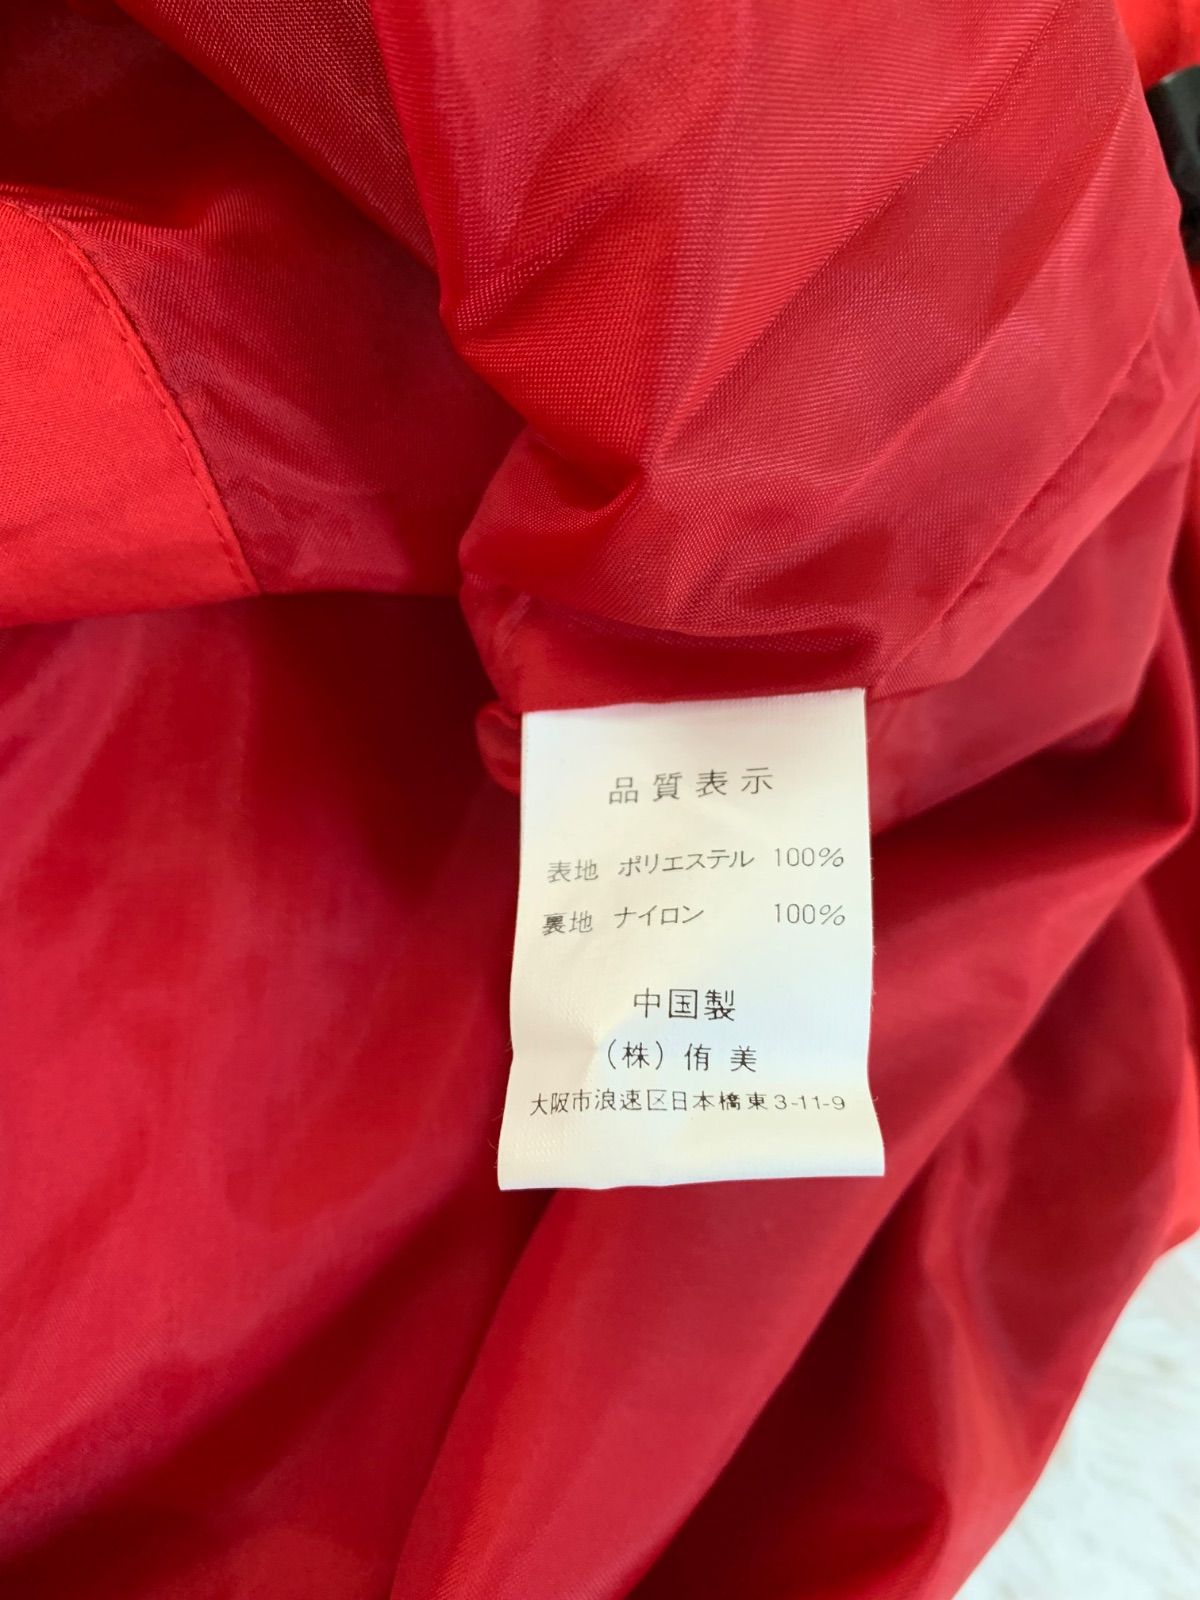 品質表示
表地 ポリエステル 100%
裏地 ナイロン 100%
中国製
(株) 侑美
大阪市浪速区日本橋東3-11-9